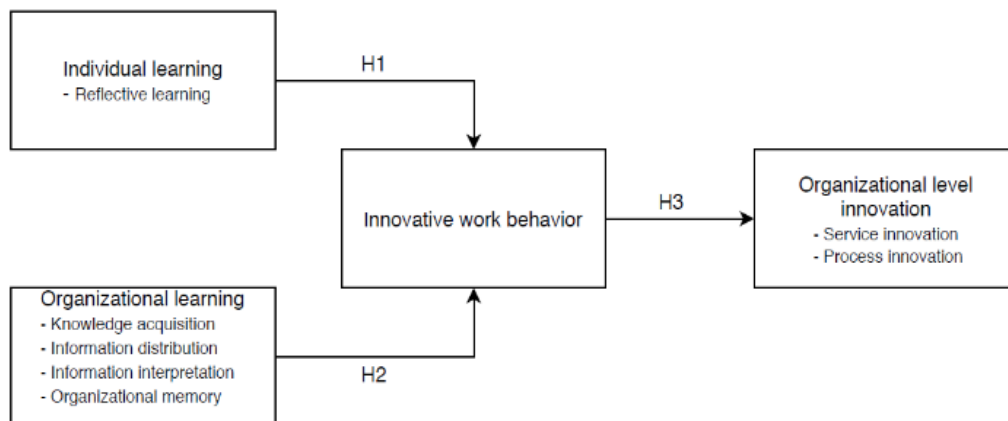 Individual learning
- Reflective learning
H1
Innovative work behavior
H3
Organizational level
innovation
- Service innovation
- Process innovation
Organizational learning
- Knowledge acquisition
- Information distribution
- Information interpretation
- Organizational memory
H2